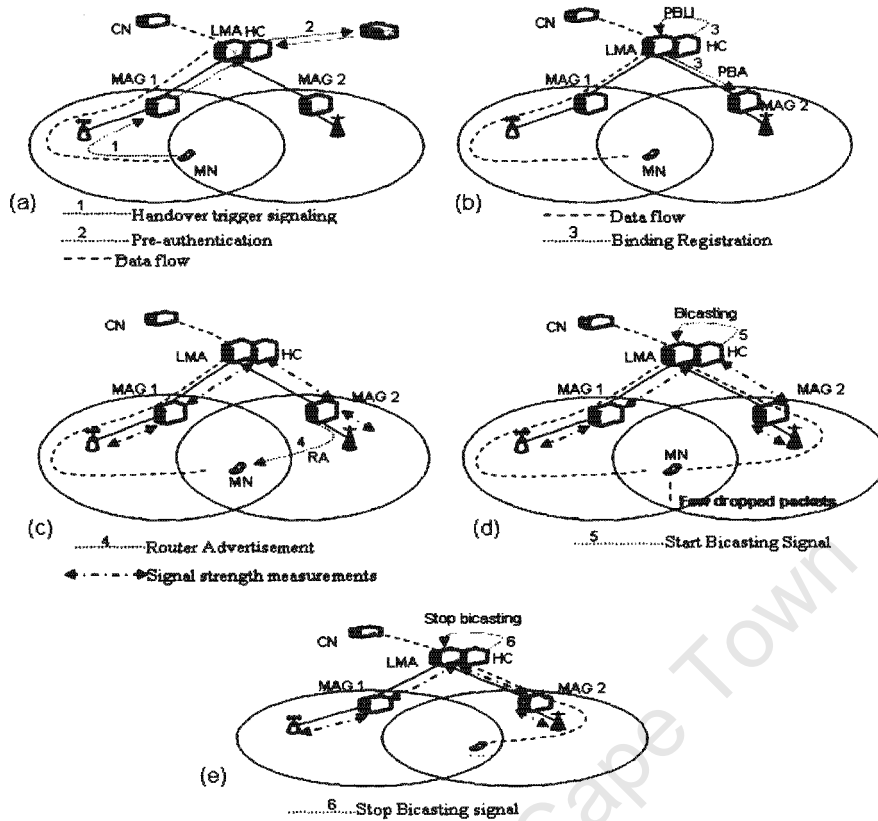 2
CN
LMA HC
MAG 1
MAG 2
1
MN
(a)
1 Handover trigger signaling
2 Pre-authentication
Data flow
PBU
3
CN
LMA
HC
3
PBA
MAG 1
MAG 2
MN
(b)
Data flow
3 Binding Registration
CN
LMA
HC
MAG 1
MAG 2
4
RA
MN
(c)
4 Router Advertisement
Signal strength measurements
Bicasting
CN
5
LMA
HC
MAG 1
MAG 2
MN
Few dropped packets
(d)
5 Start Bicasting Signal
Stop bicasting
CN
6
LMA
HC
MAG 1
MAG 2
(e)
6 Stop Bicasting signal
Cape Town